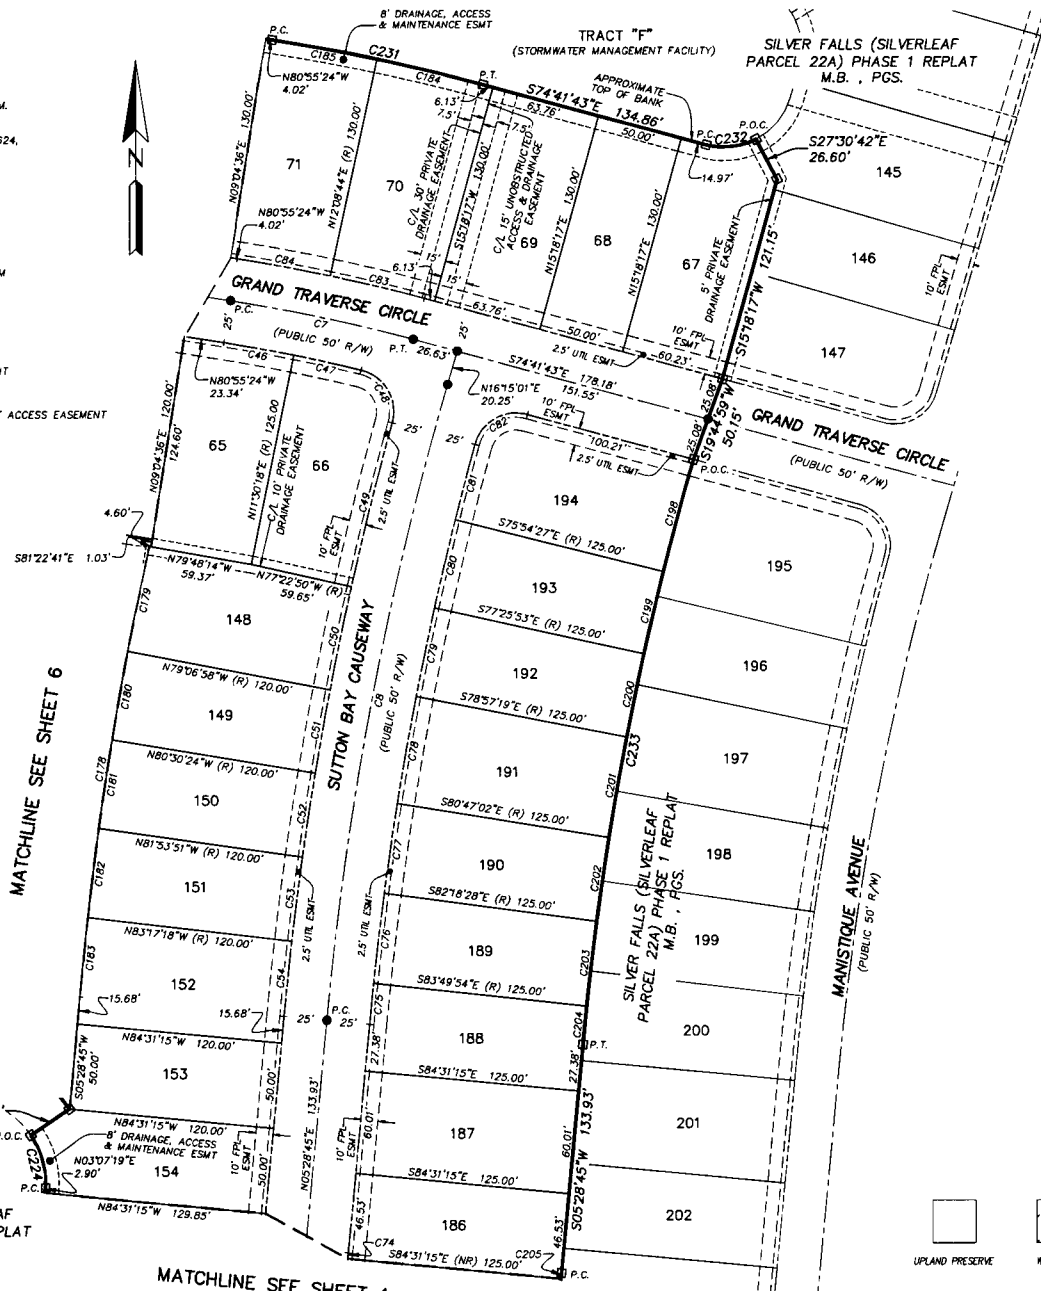 8' DRAINAGE, ACCESS
& MAINTENANCE ESMT
TRACT "F"
(STORMWATER MANAGEMENT FACILITY)
SILVER FALLS (SILVERLEAF
PARCEL 22A) PHASE 1 REPLAT
M.B. , PGS.
P.C.
C185
C231
C184
P.T.
N80°55'24"W
4.02'
APPROXIMATE
TOP OF BANK
S74°41'43"E 134.86'
63.76'
50.00'
P.C.
C232
P.O.C.
S27°30'42"E
26.60'
14.97'
6.13'
7.5'
7.5'
M.
624,
N
N09°04'36"E 130.00'
71
N12°08'44"E (R) 130.00'
70
C/L 30' PRIVATE
DRAINAGE EASEMENT
S15°18'17"W 130.00'
C/L 15' UNOBSTRUCTED
ACCESS & DRAINAGE
EASEMENT
69
N15°18'17"E 130.00'
68
N15°18'17"E 130.00'
67
5' PRIVATE
DRAINAGE EASEMENT
S15°18'17"W 121.15'
145
146
147
10' FPL
ESMT
N80°55'24"W
4.02'
C84
6.13'
15'
15'
C83
63.76'
50.00'
60.23'
10' FPL
ESMT
2.5' UTIL ESMT
GRAND TRAVERSE CIRCLE
(PUBLIC 50' R/W)
P.C.
25'
C7
P.T.
26.63'
25'
S74°41'43"E 178.18'
151.55'
N16°15'01"E
20.25'
25.08'
25.08'
S19°44'59"W
50.15'
P.O.C.
GRAND TRAVERSE CIRCLE
(PUBLIC 50' R/W)
M
T
ACCESS EASEMENT
N80°55'24"W
23.34'
C46
C47
C48
25'
25'
C82
10' FPL
ESMT
100.21'
2.5' UTIL ESMT
N09°04'36"E 120.00'
124.60'
65
N11°30'18"E (R) 125.00
C/L 10' PRIVATE
DRAINAGE EASEMENT
66
10' FPL
ESMT
C49
2.5' UTIL ESMT
C81
194
C198
4.60'
S81°22'41"E 1.03'
N79°48'14"W
59.37'
N77°22'50"W (R)
59.65'
S75°54'27"E (R) 125.00'
195
C179
148
C50
C80
193
C199
S77°25'53"E (R) 125.00'
N79°06'58"W (R) 120.00'
C79
192
196
C180
149
C51
SUTTON BAY CAUSEWAY
C8
(PUBLIC 50' R/W)
S78°57'19"E (R) 125.00'
C200
MATCHLINE SEE SHEET 6
N80°30'24"W (R) 120.00'
C78
C233
197
C178
C181
150
C52
191
C201
N81°53'51"W (R) 120.00'
S80°47'02"E (R) 125.00'
C182
151
C53
2.5' UTIL ESMT
2.5' UTIL ESMT
C77
190
C202
SILVER FALLS (SILVERLEAF
PARCEL 22A) PHASE 1 REPLAT
M.B. , PGS.
198
MANISTIQUE AVENUE
(PUBLIC 50' R/W)
N83°17'18"W (R) 120.00'
S82°18'28"E (R) 125.00'
C76
189
C203
199
C183
152
C54
S83°49'54"E (R) 125.00'
15.68'
15.68'
25'
P.C.
25'
C75
188
C204
P.T.
200
N84°31'15"W 120.00'
27.38'
27.38'
S05°28'45"W
50.00'
153
50.00'
N05°28'45"E 133.93'
S84°31'15"E 125.00'
187
60.01'
60.01'
S05°28'45"W 133.93'
201
N84°31'15"W 120.00'
8' DRAINAGE, ACCESS
& MAINTENANCE ESMT
C224
P.C.
N03°07'19"E
2.90'
154
10' FPL
ESMT
50.00'
10' FPL
ESMT
S84°31'15"E 125.00'
46.53'
186
46.53'
202
N84°31'15"W 129.85'
C74
S84°31'15"E (NR) 125.00'
C205
P.C.
UPLAND PRESERVE
MATCHLINE SEE SHEET